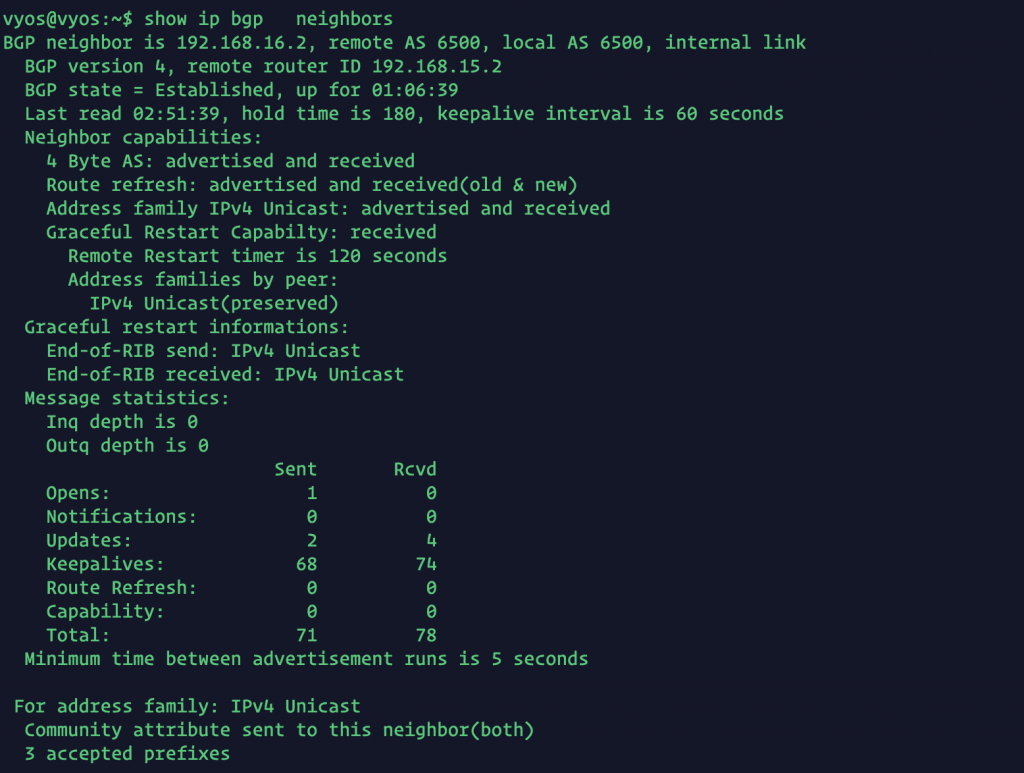 vyos@vyos:~$ show ip bgp   neighbors
BGP neighbor is 192.168.16.2, remote AS 6500, local AS 6500, internal link
  BGP version 4, remote router ID 192.168.15.2
  BGP state = Established, up for 01:06:39
  Last read 02:51:39, hold time is 180, keepalive interval is 60 seconds
  Neighbor capabilities:
    4 Byte AS: advertised and received
    Route refresh: advertised and received(old & new)
    Address family IPv4 Unicast: advertised and received
    Graceful Restart Capabilty: received
      Remote Restart timer is 120 seconds
      Address families by peer:
        IPv4 Unicast(preserved)
  Graceful restart informations:
    End-of-RIB send: IPv4 Unicast
    End-of-RIB received: IPv4 Unicast
  Message statistics:
    Inq depth is 0
    Outq depth is 0
                         Sent       Rcvd
    Opens:                  1          0
    Notifications:          0          0
    Updates:                2          4
    Keepalives:            68         74
    Route Refresh:          0          0
    Capability:             0          0
    Total:                 71         78
  Minimum time between advertisement runs is 5 seconds

 For address family: IPv4 Unicast
  Community attribute sent to this neighbor(both)
  3 accepted prefixes